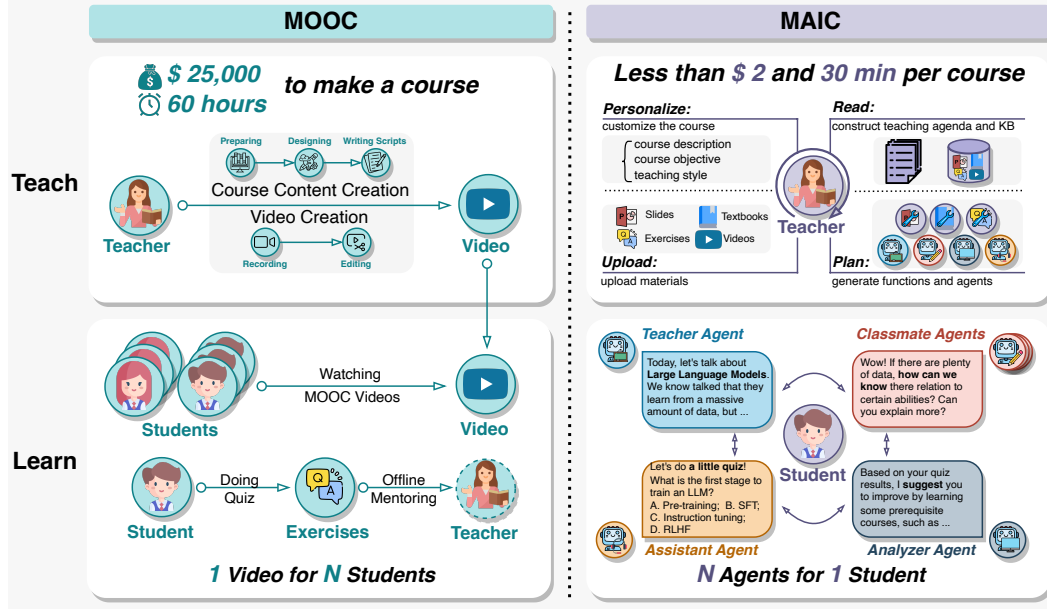 MOOC
MAIC
Teach
$ 25,000
60 hours
to make a course
Preparing
Designing
Writing Scripts
Course Content Creation
Video Creation
Recording
Editing
Teacher
Video
Less than $ 2 and 30 min per course
Personalize:
customize the course
course description
course objective
teaching style
Read:
construct teaching agenda and KB
Slides
Textbooks
Exercises
Videos
Teacher
Upload:
upload materials
Plan:
generate functions and agents
Learn
Students
Watching
MOOC Videos
Video
Student
Doing
Quiz
Q
A
Exercises
Offline
Mentoring
Teacher
1 Video for N Students
Teacher Agent
Today, let's talk about
Large Language Models.
We know talked that they
learn from a massive
amount of data, but ...
Classmate Agents
Wow! If there are plenty
of data, how can we
know there relation to
certain abilities? Can
you explain more?
Student
Let's do a little quiz!
What is the first stage to
train an LLM?
A. Pre-training; B. SFT;
C. Instruction tuning;
D. RLHF
Assistant Agent
Based on your quiz
results, I suggest you
to improve by learning
some prerequisite
courses, such as ...
Analyzer Agent
N Agents for 1 Student